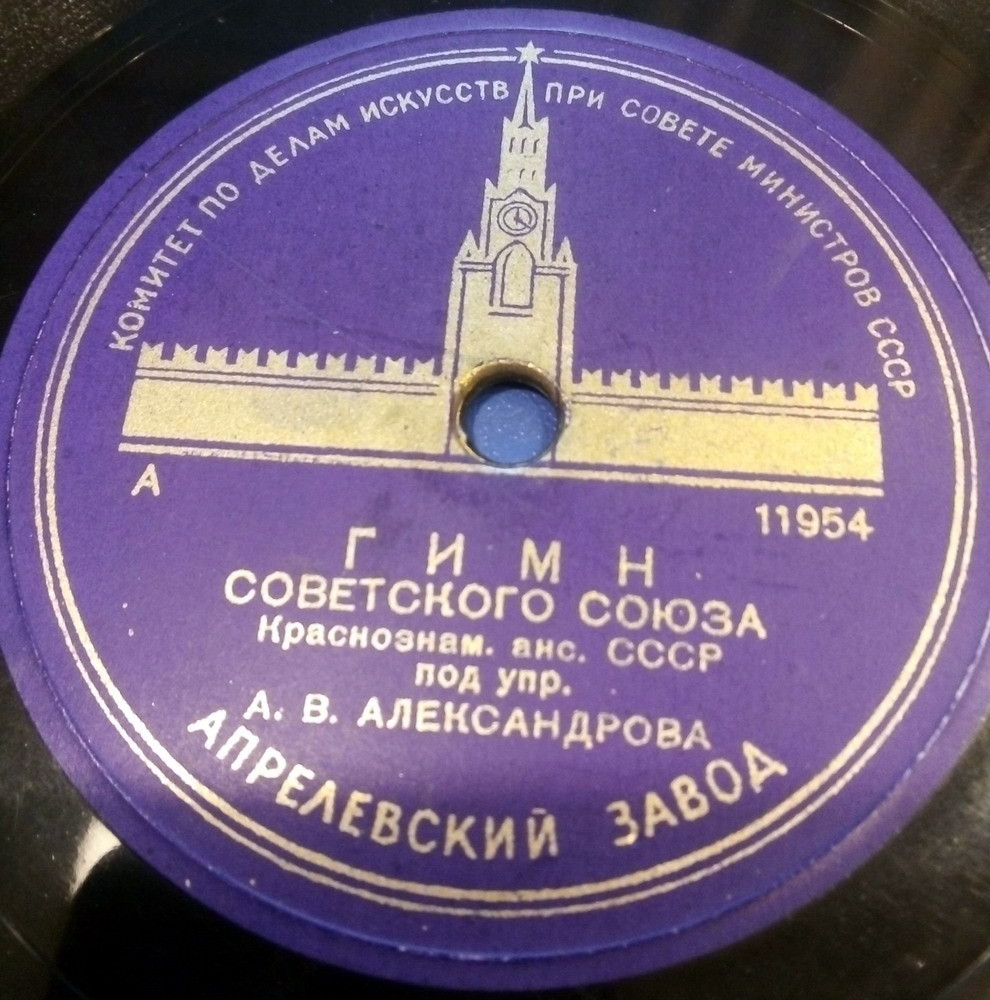 КОМИТЕТ ПО ДЕЛАМ ИСКУССТВ ПРИ СОВЕТЕ МИНИСТРОВ СССР
А
11954
ГИМН
СОВЕТСКОГО СОЮЗА
Краснознам. анс. СССР
под упр.
А. В. АЛЕКСАНДРОВА
АПРЕЛЕВСКИЙ ЗАВОД